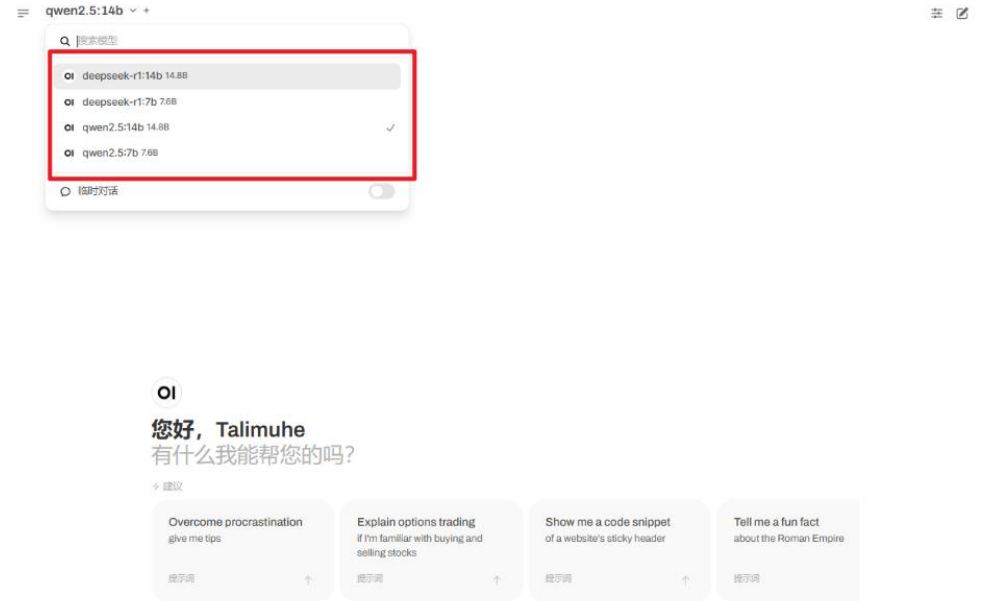 qwen2.5:14b
搜索模型
OI deepseek-r1:14b 14.8B
OI deepseek-r1:7b 7.6B
OI qwen2.5:14b 14.8B
OI qwen2.5:7b 7.6B
临时对话
OI
您好，Talimuhe
有什么我能帮您的吗？
建议
Overcome procrastination
give me tips
提示词
Explain options trading
if I'm familiar with buying and
selling stocks
提示词
Show me a code snippet
of a website's sticky header
提示词
Tell me a fun fact
about the Roman Empire
提示词